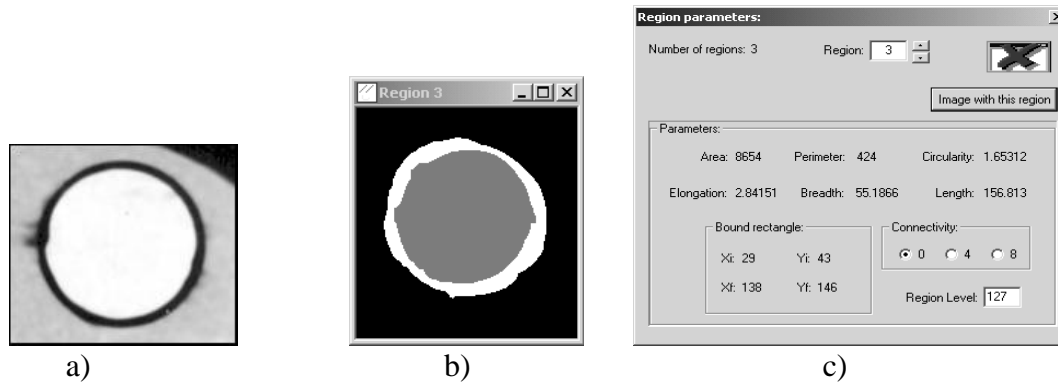 Region 3
Region parameters:
Number of regions: 3 Region: 3
Image with this region
Parameters:
Area: 8654 Perimeter: 424 Circularity: 1.65312
Elongation: 2.84151 Breadth: 55.1866 Length: 156.813
Bound rectangle: Connectivity:
Xi: 29 Yi: 43 0 4 8
Xf: 138 Yf: 146 Region Level: 127
a) b) c)